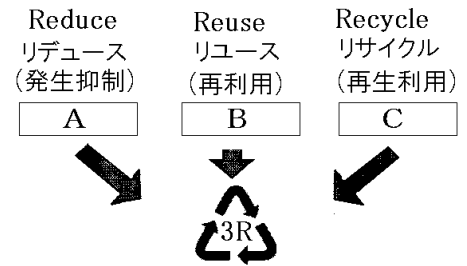 Reduce
リデュース
(発生抑制)
A
Reuse
リユース
(再利用)
B
Recycle
リサイクル
(再生利用)
C
3R